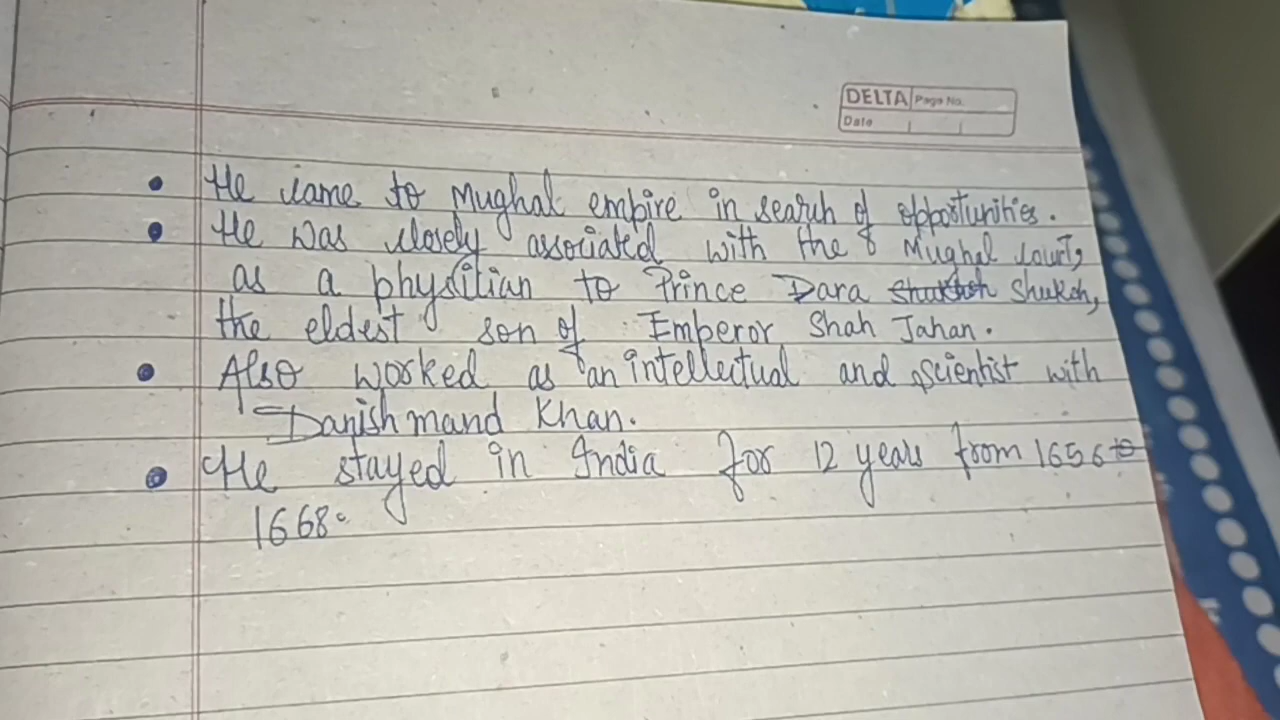 DELTA Page No.
Date
• He came to Mughal empire in search of opportunities.
• He was closely associated with the Mughal court,
as a physitian to Prince Dara Shukoh,
the eldest son of Emperor Shah Jahan.
• Also worked as an intellectual and scientist with
Danishmand Khan.
• He stayed in India for 12 years from 1656 to
1668.